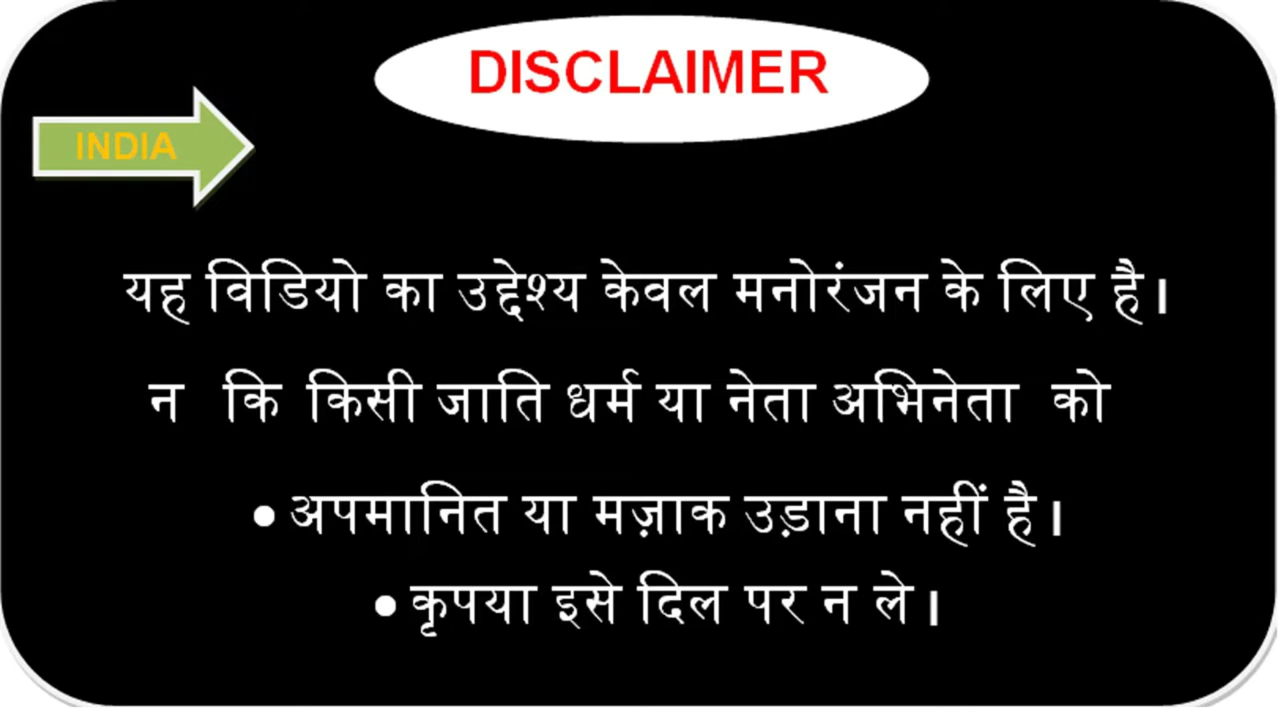 DISCLAIMER
INDIA
यह विडियो का उद्देश्य केवल मनोरंजन के लिए है।
न कि किसी जाति धर्म या नेता अभिनेता को
• अपमानित या मज़ाक उड़ाना नहीं है।
• कृपया इसे दिल पर न ले।